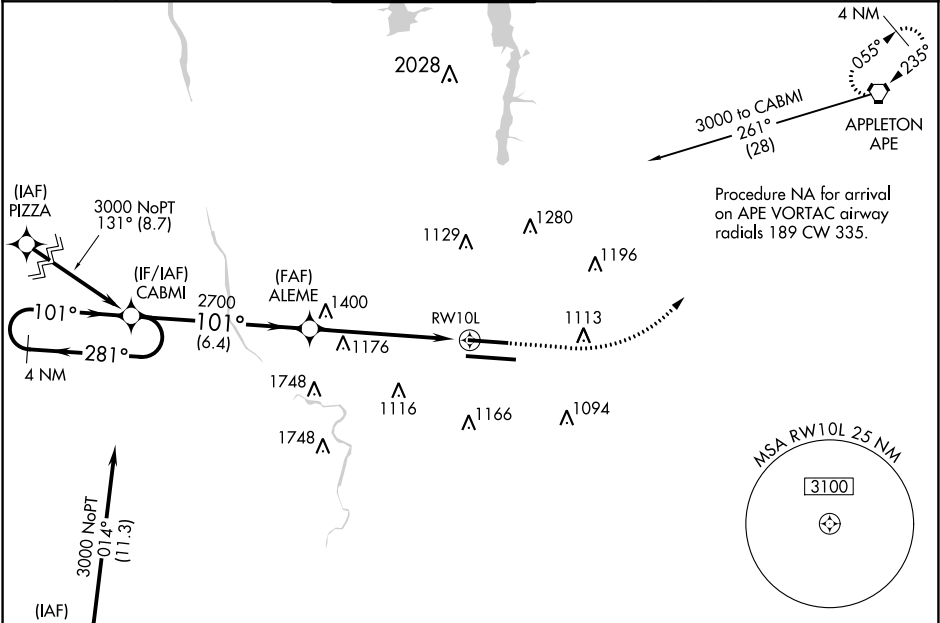 4 NM
055°
235°
2028
3000 to CABMI
261°
(28)
APPLETON
APE
Procedure NA for arrival
on APE VORTAC airway
radials 189 CW 335.
(IAF)
PIZZA
3000 NoPT
131° (8.7)
1129
1280
1196
(IF/IAF)
CABMI
(FAF)
ALEME
2700
101°
(6.4)
1400
RW10L
1113
101°
281°
4 NM
1176
1748
1116
1166
1094
1748
MSA RW10L 25 NM
3100
3000 NoPT
014°
(11.3)
(IAF)